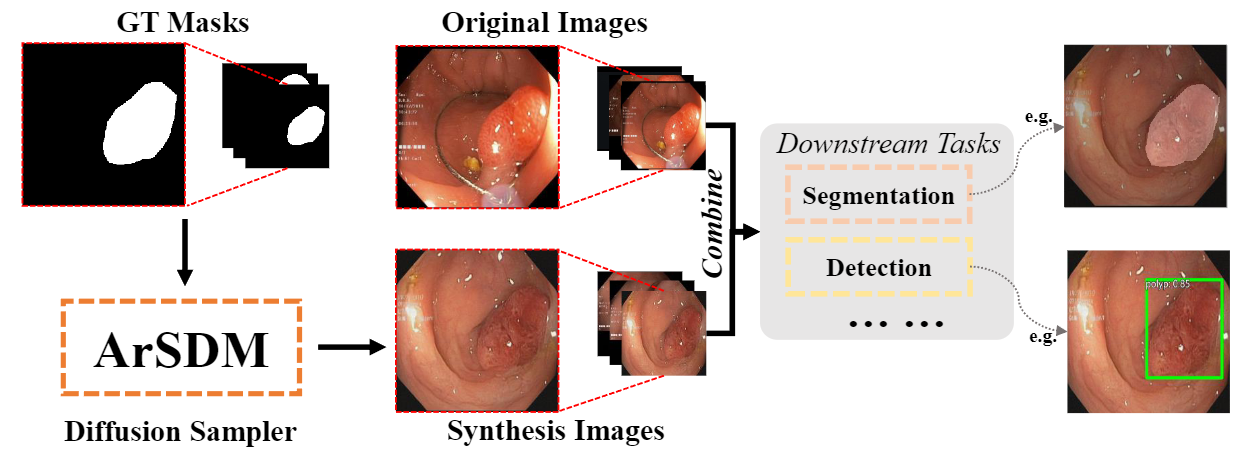 GT Masks
Original Images
Downstream Tasks
Segmentation
Detection
... ...
Combine
e.g.
e.g.
polyp: 0.85
ArSDM
Diffusion Sampler
Synthesis Images